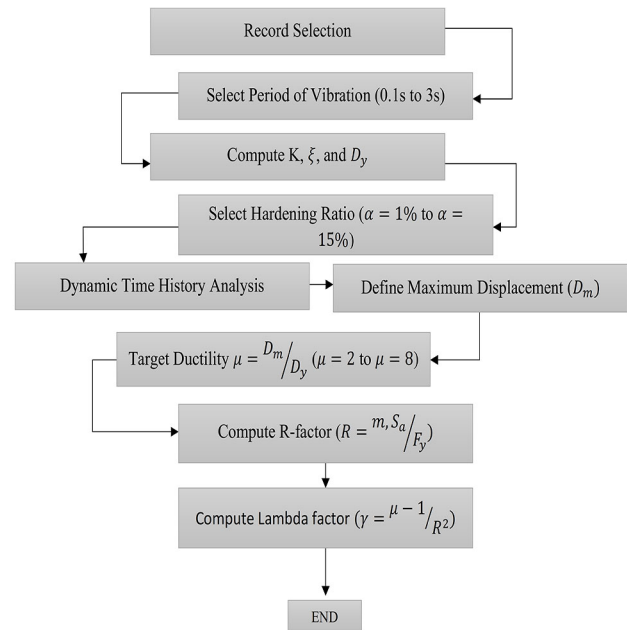 Record Selection
Select Period of Vibration (0.1s to 3s)
Compute K, ξ, and D_y
Select Hardening Ratio (α = 1% to α =
15%)
Dynamic Time History Analysis
Define Maximum Displacement (D_m)
Target Ductility μ = D_m/D_y (μ = 2 to μ = 8)
Compute R-factor (R = m, S_a/F_y)
Compute Lambda factor (γ = μ − 1/R²)
END